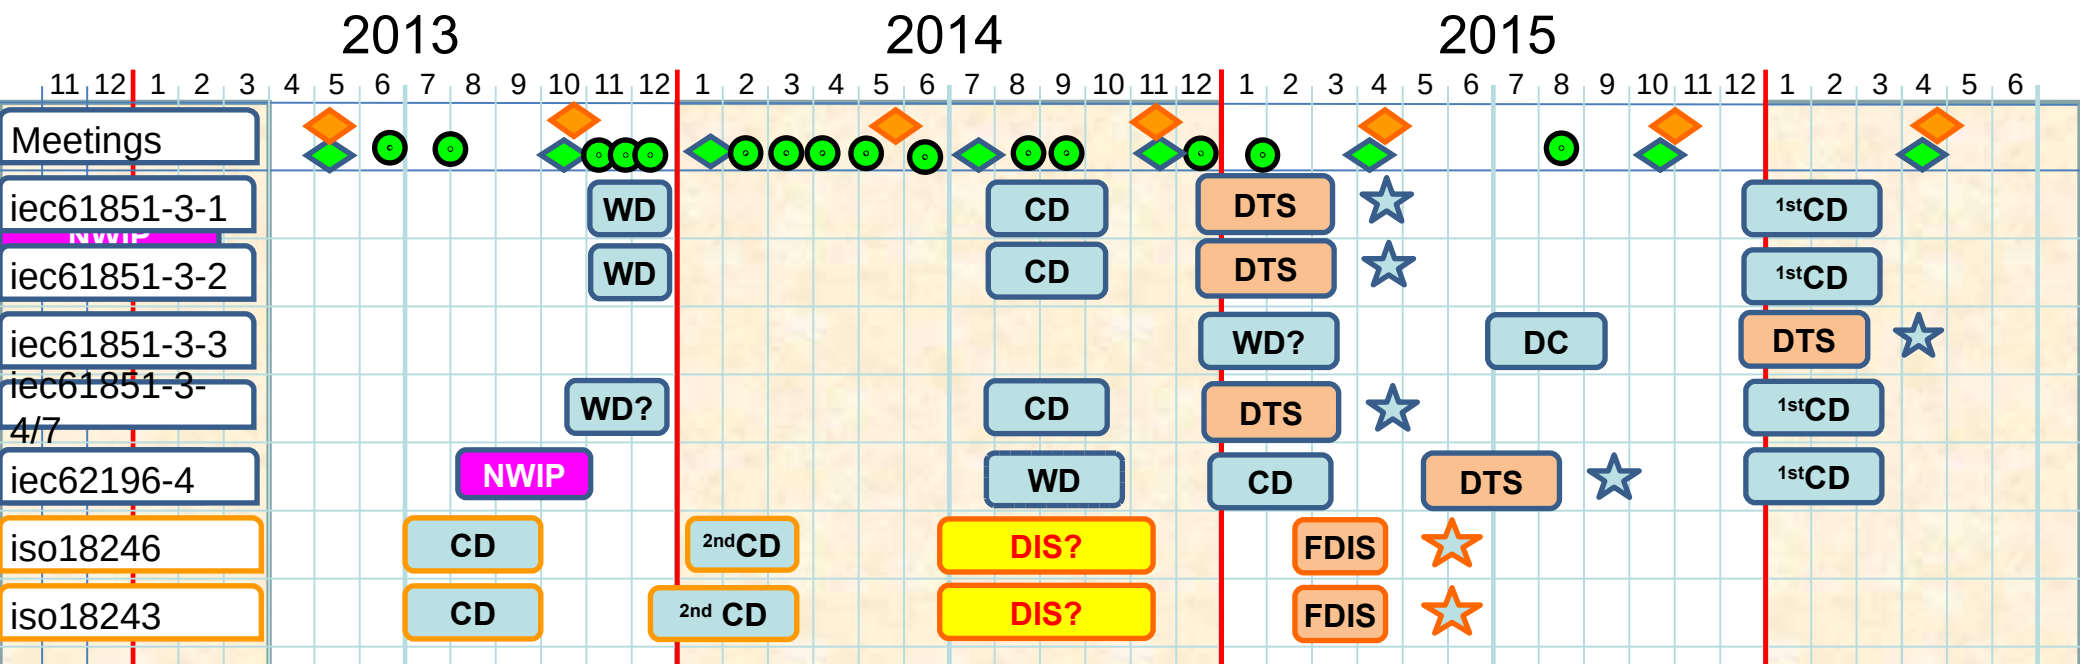 2013 2014 2015
11 12 1 2 3 4 5 6 7 8 9 10 11 12 1 2 3 4 5 6 7 8 9 10 11 12 1 2 3 4 5 6 7 8 9 10 11 12 1 2 3 4 5 6
Meetings
iec61851-3-1 WD CD DTS 1stCD
NWIP
iec61851-3-2 WD CD DTS 1stCD
iec61851-3-3 WD? DC DTS
iec61851-3-
4/7 WD? CD DTS 1stCD
iec62196-4 NWIP WD CD DTS 1stCD
iso18246 CD 2ndCD DIS? FDIS
iso18243 CD 2nd CD DIS? FDIS